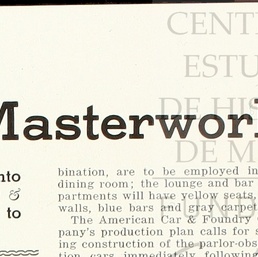 CENT
ESTU
DE HIS
DE M
Masterwor
nto
&
to
bination, are to be employed in
dining room; the lounge and bar
partments will have yellow seats,
walls, blue bars and gray carpet
The American Car & Foundry
pany's production plan calls for s
ing construction of the parlor-obs
tion cars immediately following